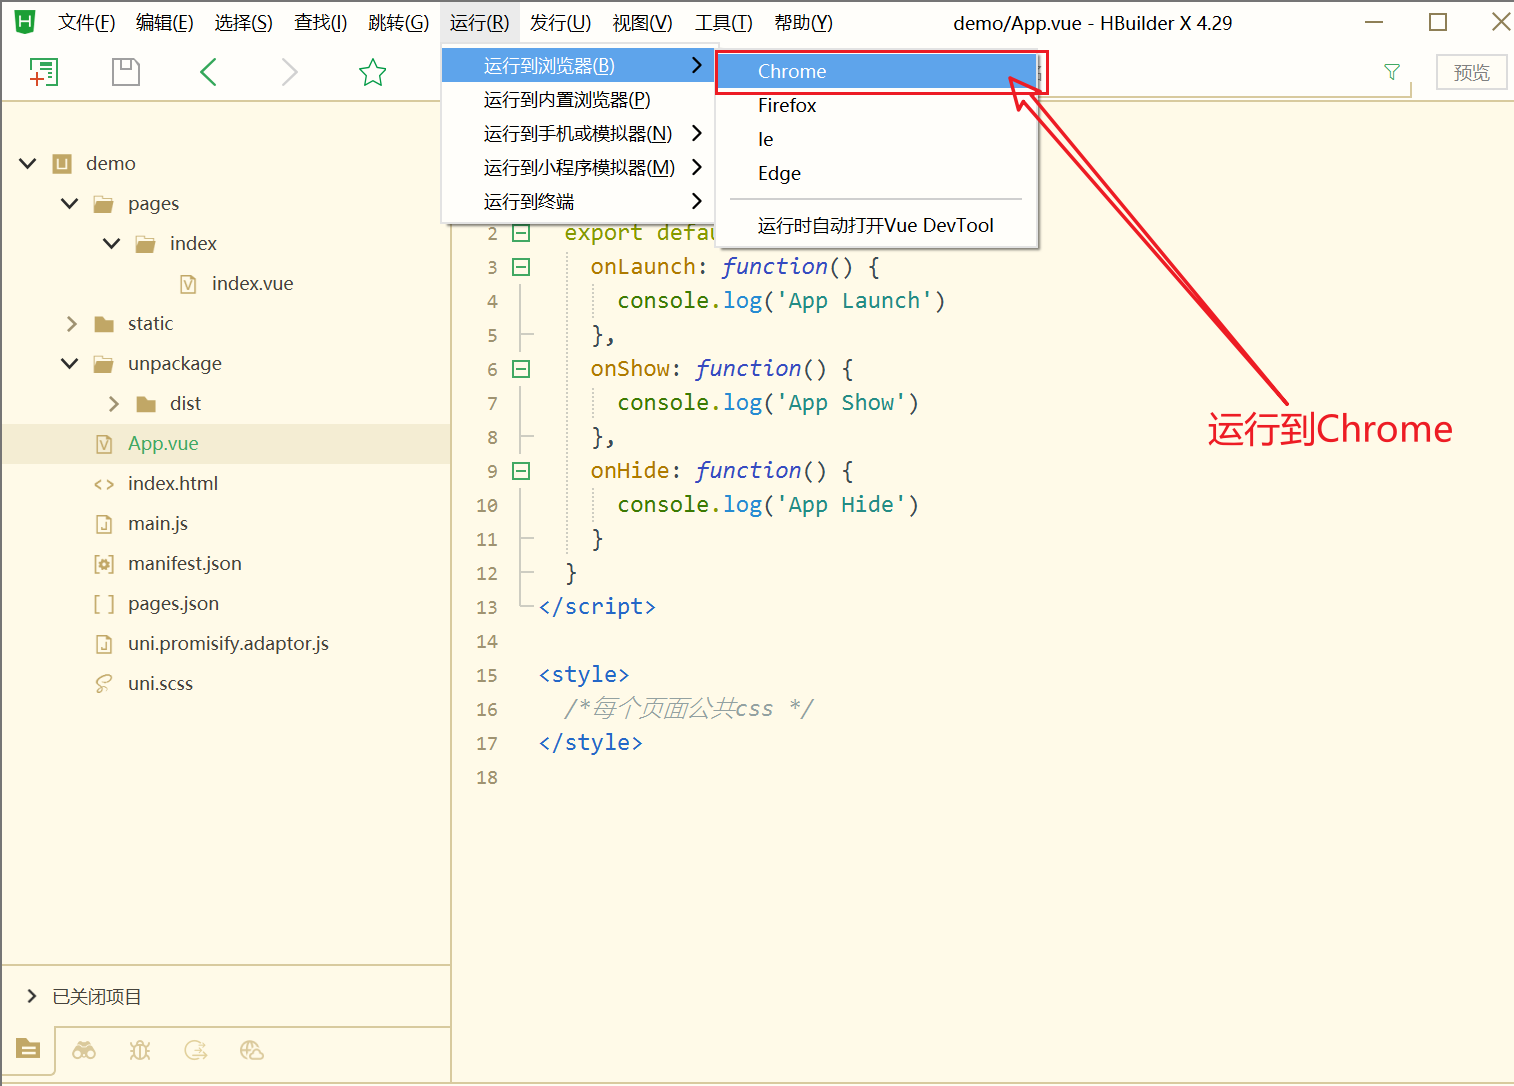 文件(F) 编辑(E) 选择(S) 查找(I) 跳转(G) 运行(R) 发行(U) 视图(V) 工具(T) 帮助(Y) demo/App.vue - HBuilder X 4.29
预览
运行到浏览器(B)
运行到内置浏览器(P)
运行到手机或模拟器(N)
运行到小程序模拟器(M)
运行到终端
Chrome
Firefox
Ie
Edge
运行时自动打开Vue DevTool
运行到Chrome
demo
pages
index
index.vue
static
unpackage
dist
App.vue
index.html
main.js
manifest.json
pages.json
uni.promisify.adaptor.js
uni.scss
已关闭项目
2 export defau
3 onLaunch: function() {
4 console.log('App Launch')
5 },
6 onShow: function() {
7 console.log('App Show')
8 },
9 onHide: function() {
10 console.log('App Hide')
11 }
12 }
13 </script>
14
15 <style>
16 /*每个页面公共css */
17 </style>
18